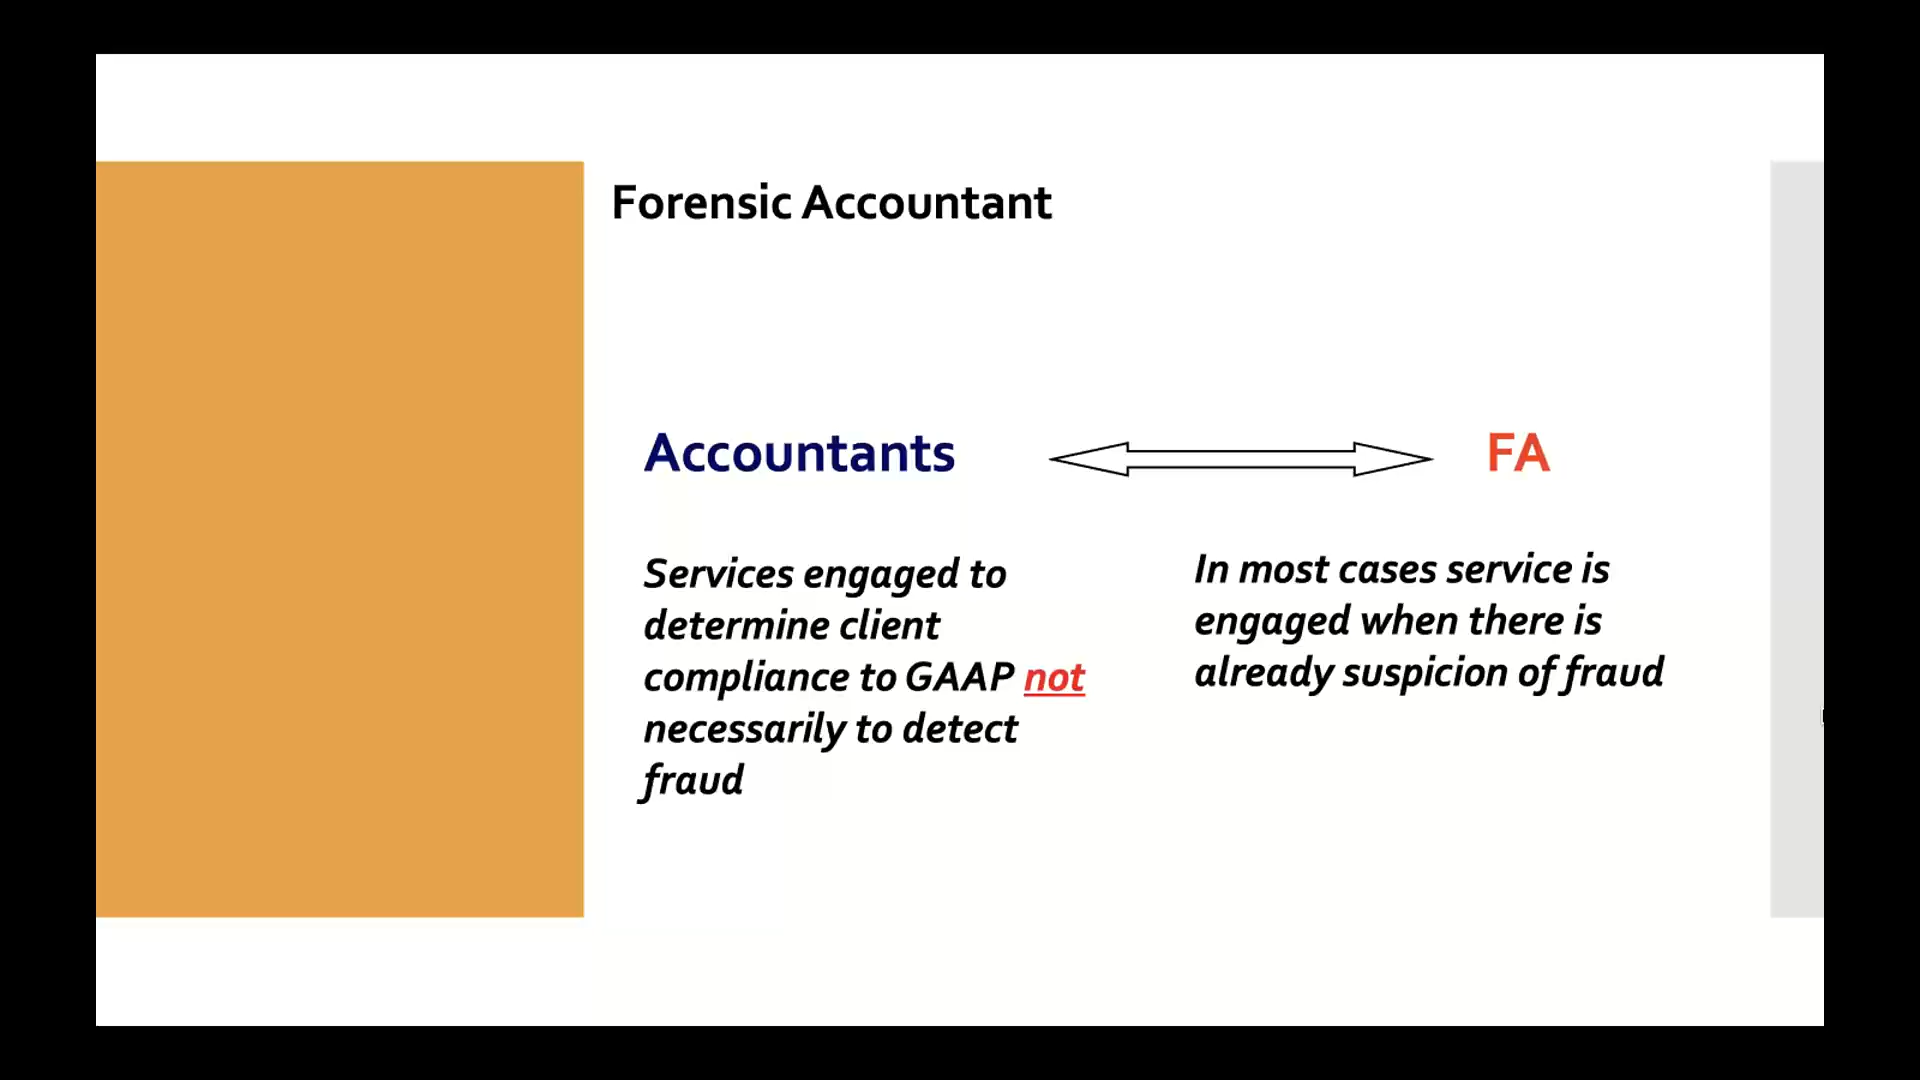 Forensic Accountant
Accountants
FA
Services engaged to
determine client
compliance to GAAP not
necessarily to detect
fraud
In most cases service is
engaged when there is
already suspicion of fraud